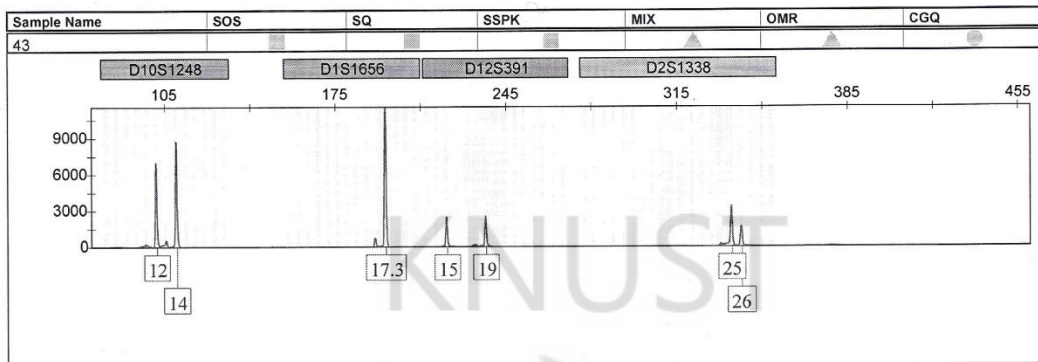 Sample Name SOS SQ SSPK MIX OMR CGQ
43
D10S1248 D1S1656 D12S391 D2S1338
105 175 245 315 385 455
9000
6000
3000
0
12 17.3 15 19 25
14 26
KNUST